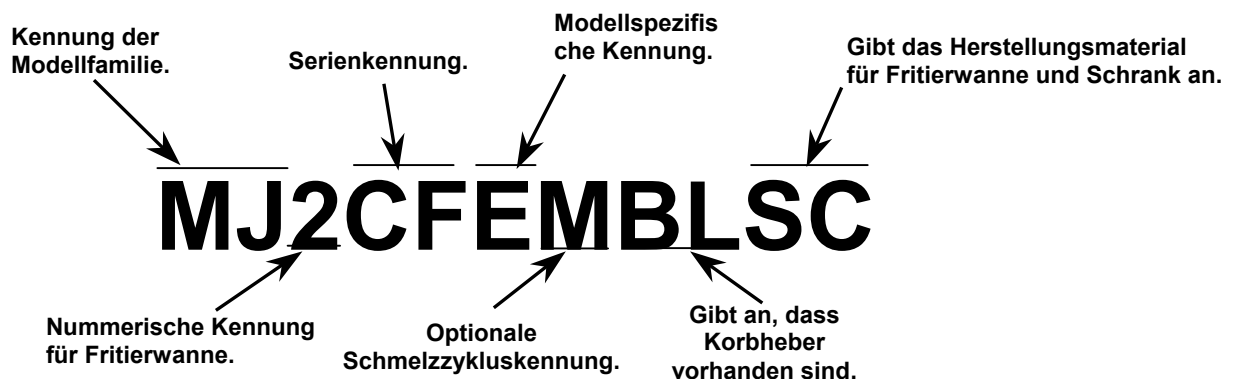 Kennung der
Modellfamilie.
Serienkennung.
Modellspezifis
che Kennung.
Gibt das Herstellungsmaterial
für Fritierwanne und Schrank an.
MJ2CFEMBLSC
Nummerische Kennung
für Fritierwanne.
Optionale
Schmelzzykluskennung.
Gibt an, dass
Korbheber
vorhanden sind.